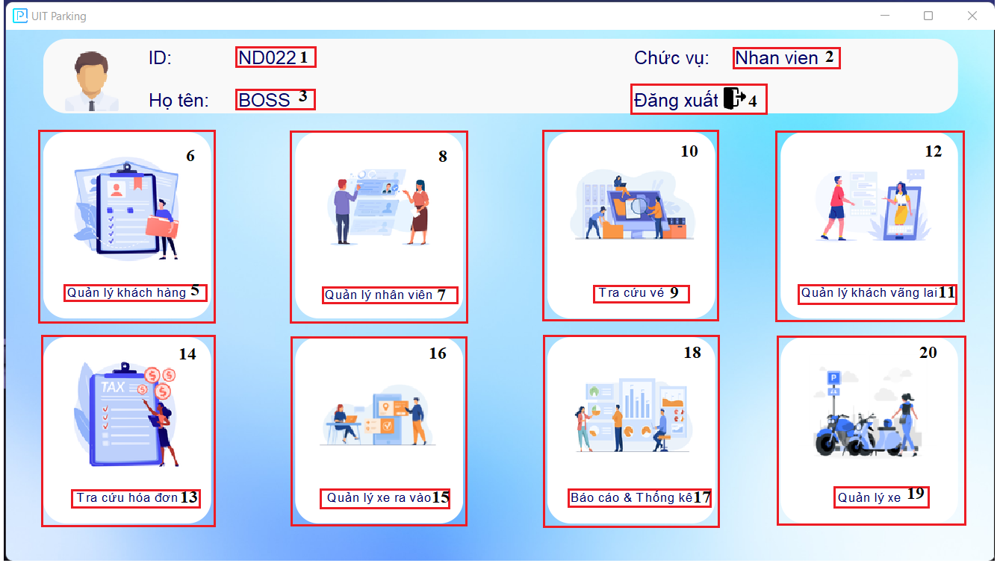 UIT Parking
ID: ND022 1 Chức vụ: Nhan vien 2
Họ tên: BOSS 3 Đăng xuất 4
6 8 10 12
P
TAX
Quản lý khách hàng 5 Quản lý nhân viên 7 Tra cứu vé 9 Quản lý khách vãng lai 11
14 16 18 20
Tra cứu hóa đơn 13 Quản lý xe ra vào 15 Báo cáo & Thống kê 17 Quản lý xe 19